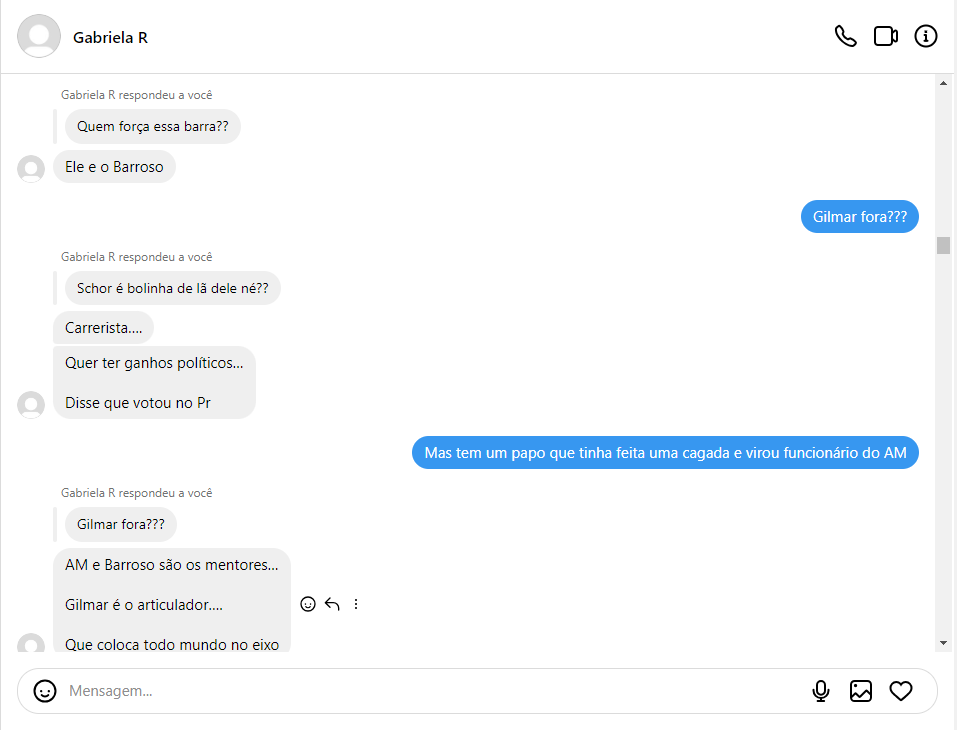 Gabriela R
Gabriela R respondeu a você
Quem força essa barra??
Ele e o Barroso
Gilmar fora???
Gabriela R respondeu a você
Schor é bolinha de lã dele né??
Carrerista....
Quer ter ganhos políticos...
Disse que votou no Pr
Mas tem um papo que tinha feita uma cagada e virou funcionário do AM
Gabriela R respondeu a você
Gilmar fora???
AM e Barroso são os mentores...
Gilmar é o articulador....
Que coloca todo mundo no eixo
Mensagem...